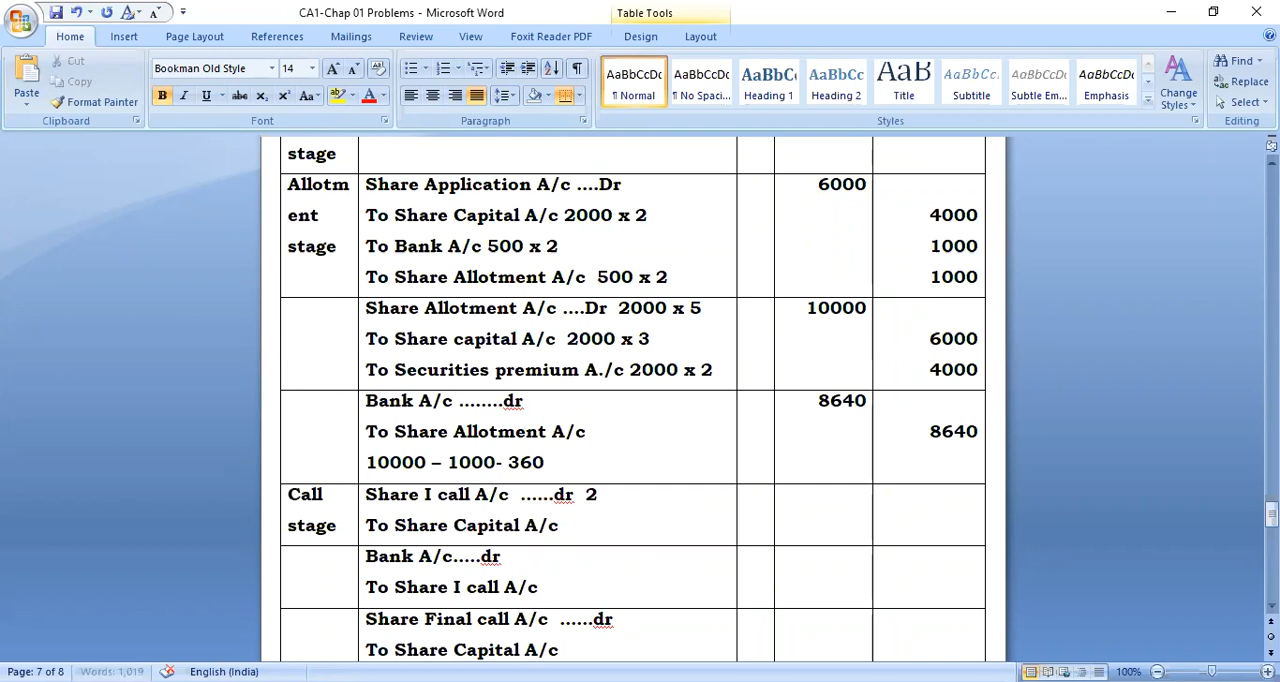 CA1-Chap 01 Problems - Microsoft Word
Table Tools
Home Insert Page Layout References Mailings Review View Foxit Reader PDF Design Layout
Paste
Cut
Copy
Format Painter
Clipboard
Bookman Old Style 14
Font
Paragraph
AaBbCcDc AaBbCcDc AaBbC AaBbCc AaB AaBbCc. AaBbCcDc AaBbCcDc
¶ Normal ¶ No Spaci... Heading 1 Heading 2 Title Subtitle Subtle Em... Emphasis
Change
Styles
Styles
Find
Replace
Select
Editing
stage
Allotm Share Application A/c ....Dr 6000
ent To Share Capital A/c 2000 x 2 4000
stage To Bank A/c 500 x 2 1000
To Share Allotment A/c 500 x 2 1000
Share Allotment A/c ....Dr 2000 x 5 10000
To Share capital A/c 2000 x 3 6000
To Securities premium A./c 2000 x 2 4000
Bank A/c ........dr 8640
To Share Allotment A/c 8640
10000 – 1000- 360
Call Share I call A/c ......dr 2
stage To Share Capital A/c
Bank A/c.....dr
To Share I call A/c
Share Final call A/c ......dr
To Share Capital A/c
Page: 7 of 8 Words: 1,019 English (India) 100%